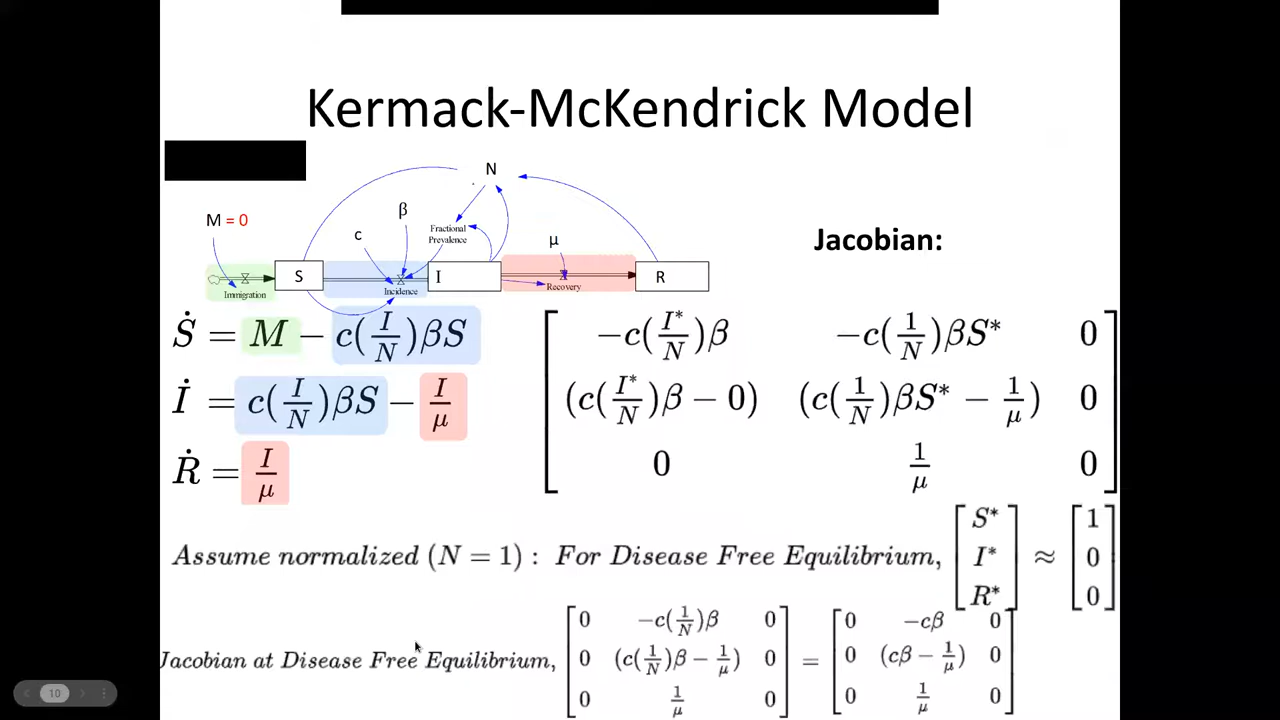 Kermack-McKendrick Model
N
M = 0
β
c
Fractional
Prevalence
μ
Jacobian:
S
I
R
Immigration
Incidence
Recovery
Ṡ = M − c(I/N)βS
İ = c(I/N)βS − I/μ
Ṙ = I/μ
[ −c(I*/N)β −c(1/N)βS* 0 ]
[ (c(I*/N)β − 0) (c(1/N)βS* − 1/μ) 0 ]
[ 0 1/μ 0 ]
Assume normalized (N = 1) : For Disease Free Equilibrium, [S* I* R*] ≈ [1 0 0]
Jacobian at Disease Free Equilibrium, [0 −c(1/N)β 0; 0 (c(1/N)β − 1/μ) 0; 0 1/μ 0] = [0 −cβ 0; 0 (cβ − 1/μ) 0; 0 1/μ 0]
10